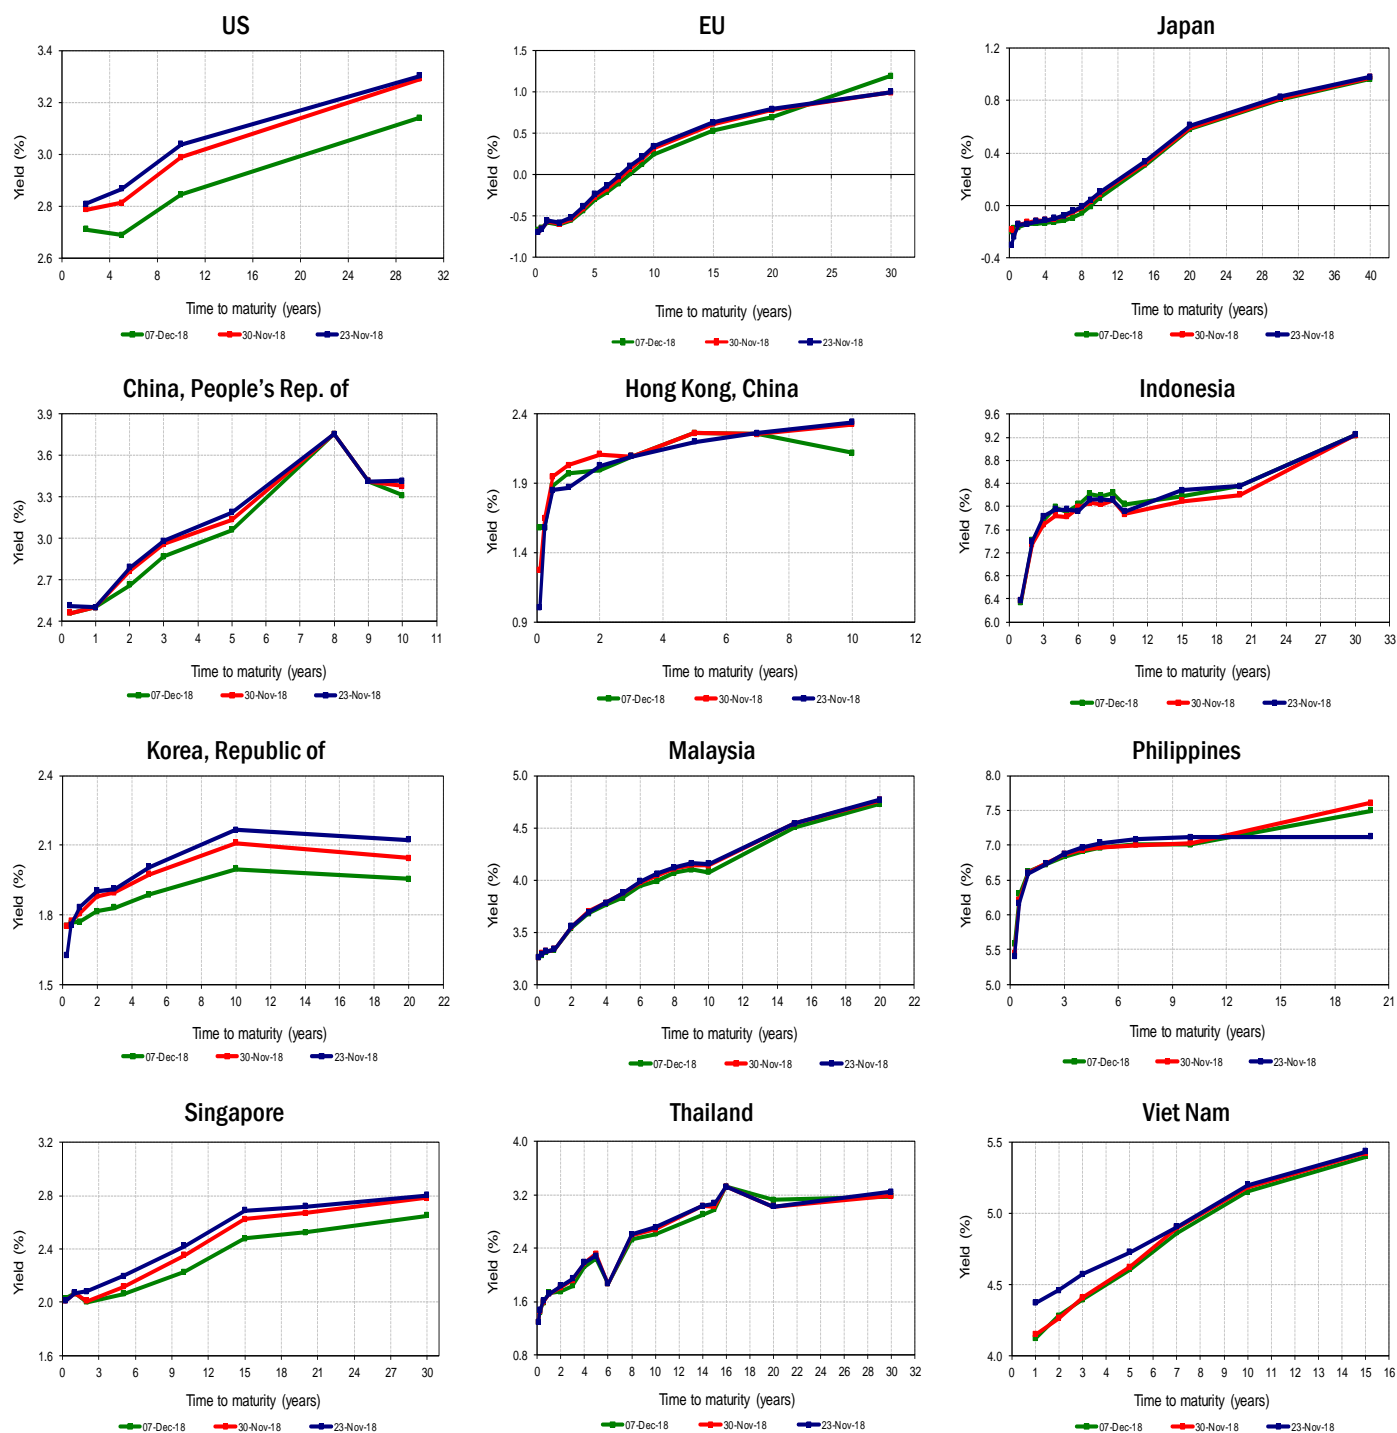 US
Yield (%)
3.4
3.2
3.0
2.8
2.6
0 4 5 8 12 16 20 24 28 32
Time to maturity (years)
07-Dec-18 30-Nov-18 23-Nov-18
EU
Yield (%)
1.5
1.0
0.5
0.0
-0.5
-1.0
0 5 10 15 20 25 30
Time to maturity (years)
07-Dec-18 30-Nov-18 23-Nov-18
Japan
Yield (%)
1.2
0.8
0.4
0.0
-0.4
0 4 8 12 16 20 24 28 32 36 40
Time to maturity (years)
07-Dec-18 30-Nov-18 23-Nov-18
China, People's Rep. of
Yield (%)
3.9
3.6
3.3
3.0
2.7
2.4
0 1 2 3 4 5 6 7 8 9 10 11
Time to maturity (years)
07-Dec-18 30-Nov-18 23-Nov-18
Hong Kong, China
Yield (%)
2.4
1.9
1.4
0.9
0 2 4 6 8 10 12
Time to maturity (years)
07-Dec-18 30-Nov-18 23-Nov-18
Indonesia
Yield (%)
9.6
9.2
8.8
8.4
8.0
7.6
7.2
6.8
6.4
6.0
0 3 6 9 12 15 18 21 24 27 30 33
Time to maturity (years)
07-Dec-18 30-Nov-18 23-Nov-18
Korea, Republic of
Yield (%)
2.4
2.1
1.8
1.5
0 2 4 6 8 10 12 14 16 18 20 22
Time to maturity (years)
07-Dec-18 30-Nov-18 23-Nov-18
Malaysia
Yield (%)
5.0
4.5
4.0
3.5
3.0
0 2 4 6 8 10 12 14 16 18 20 22
Time to maturity (years)
07-Dec-18 30-Nov-18 23-Nov-18
Philippines
Yield (%)
8.0
7.5
7.0
6.5
6.0
5.5
5.0
0 3 6 9 12 15 18 21
Time to maturity (years)
07-Dec-18 30-Nov-18 23-Nov-18
Singapore
Yield (%)
3.2
2.8
2.4
2.0
1.6
0 3 6 9 12 15 18 21 24 27 30
Time to maturity (years)
07-Dec-18 30-Nov-18 23-Nov-18
Thailand
Yield (%)
4.0
3.2
2.4
1.6
0.8
0 2 4 6 8 10 12 14 16 18 20 22 24 26 28 30 32
Time to maturity (years)
07-Dec-18 30-Nov-18 23-Nov-18
Viet Nam
Yield (%)
5.5
5.0
4.5
4.0
0 1 2 3 4 5 6 7 8 9 10 11 12 13 14 15 16
Time to maturity (years)
07-Dec-18 30-Nov-18 23-Nov-18